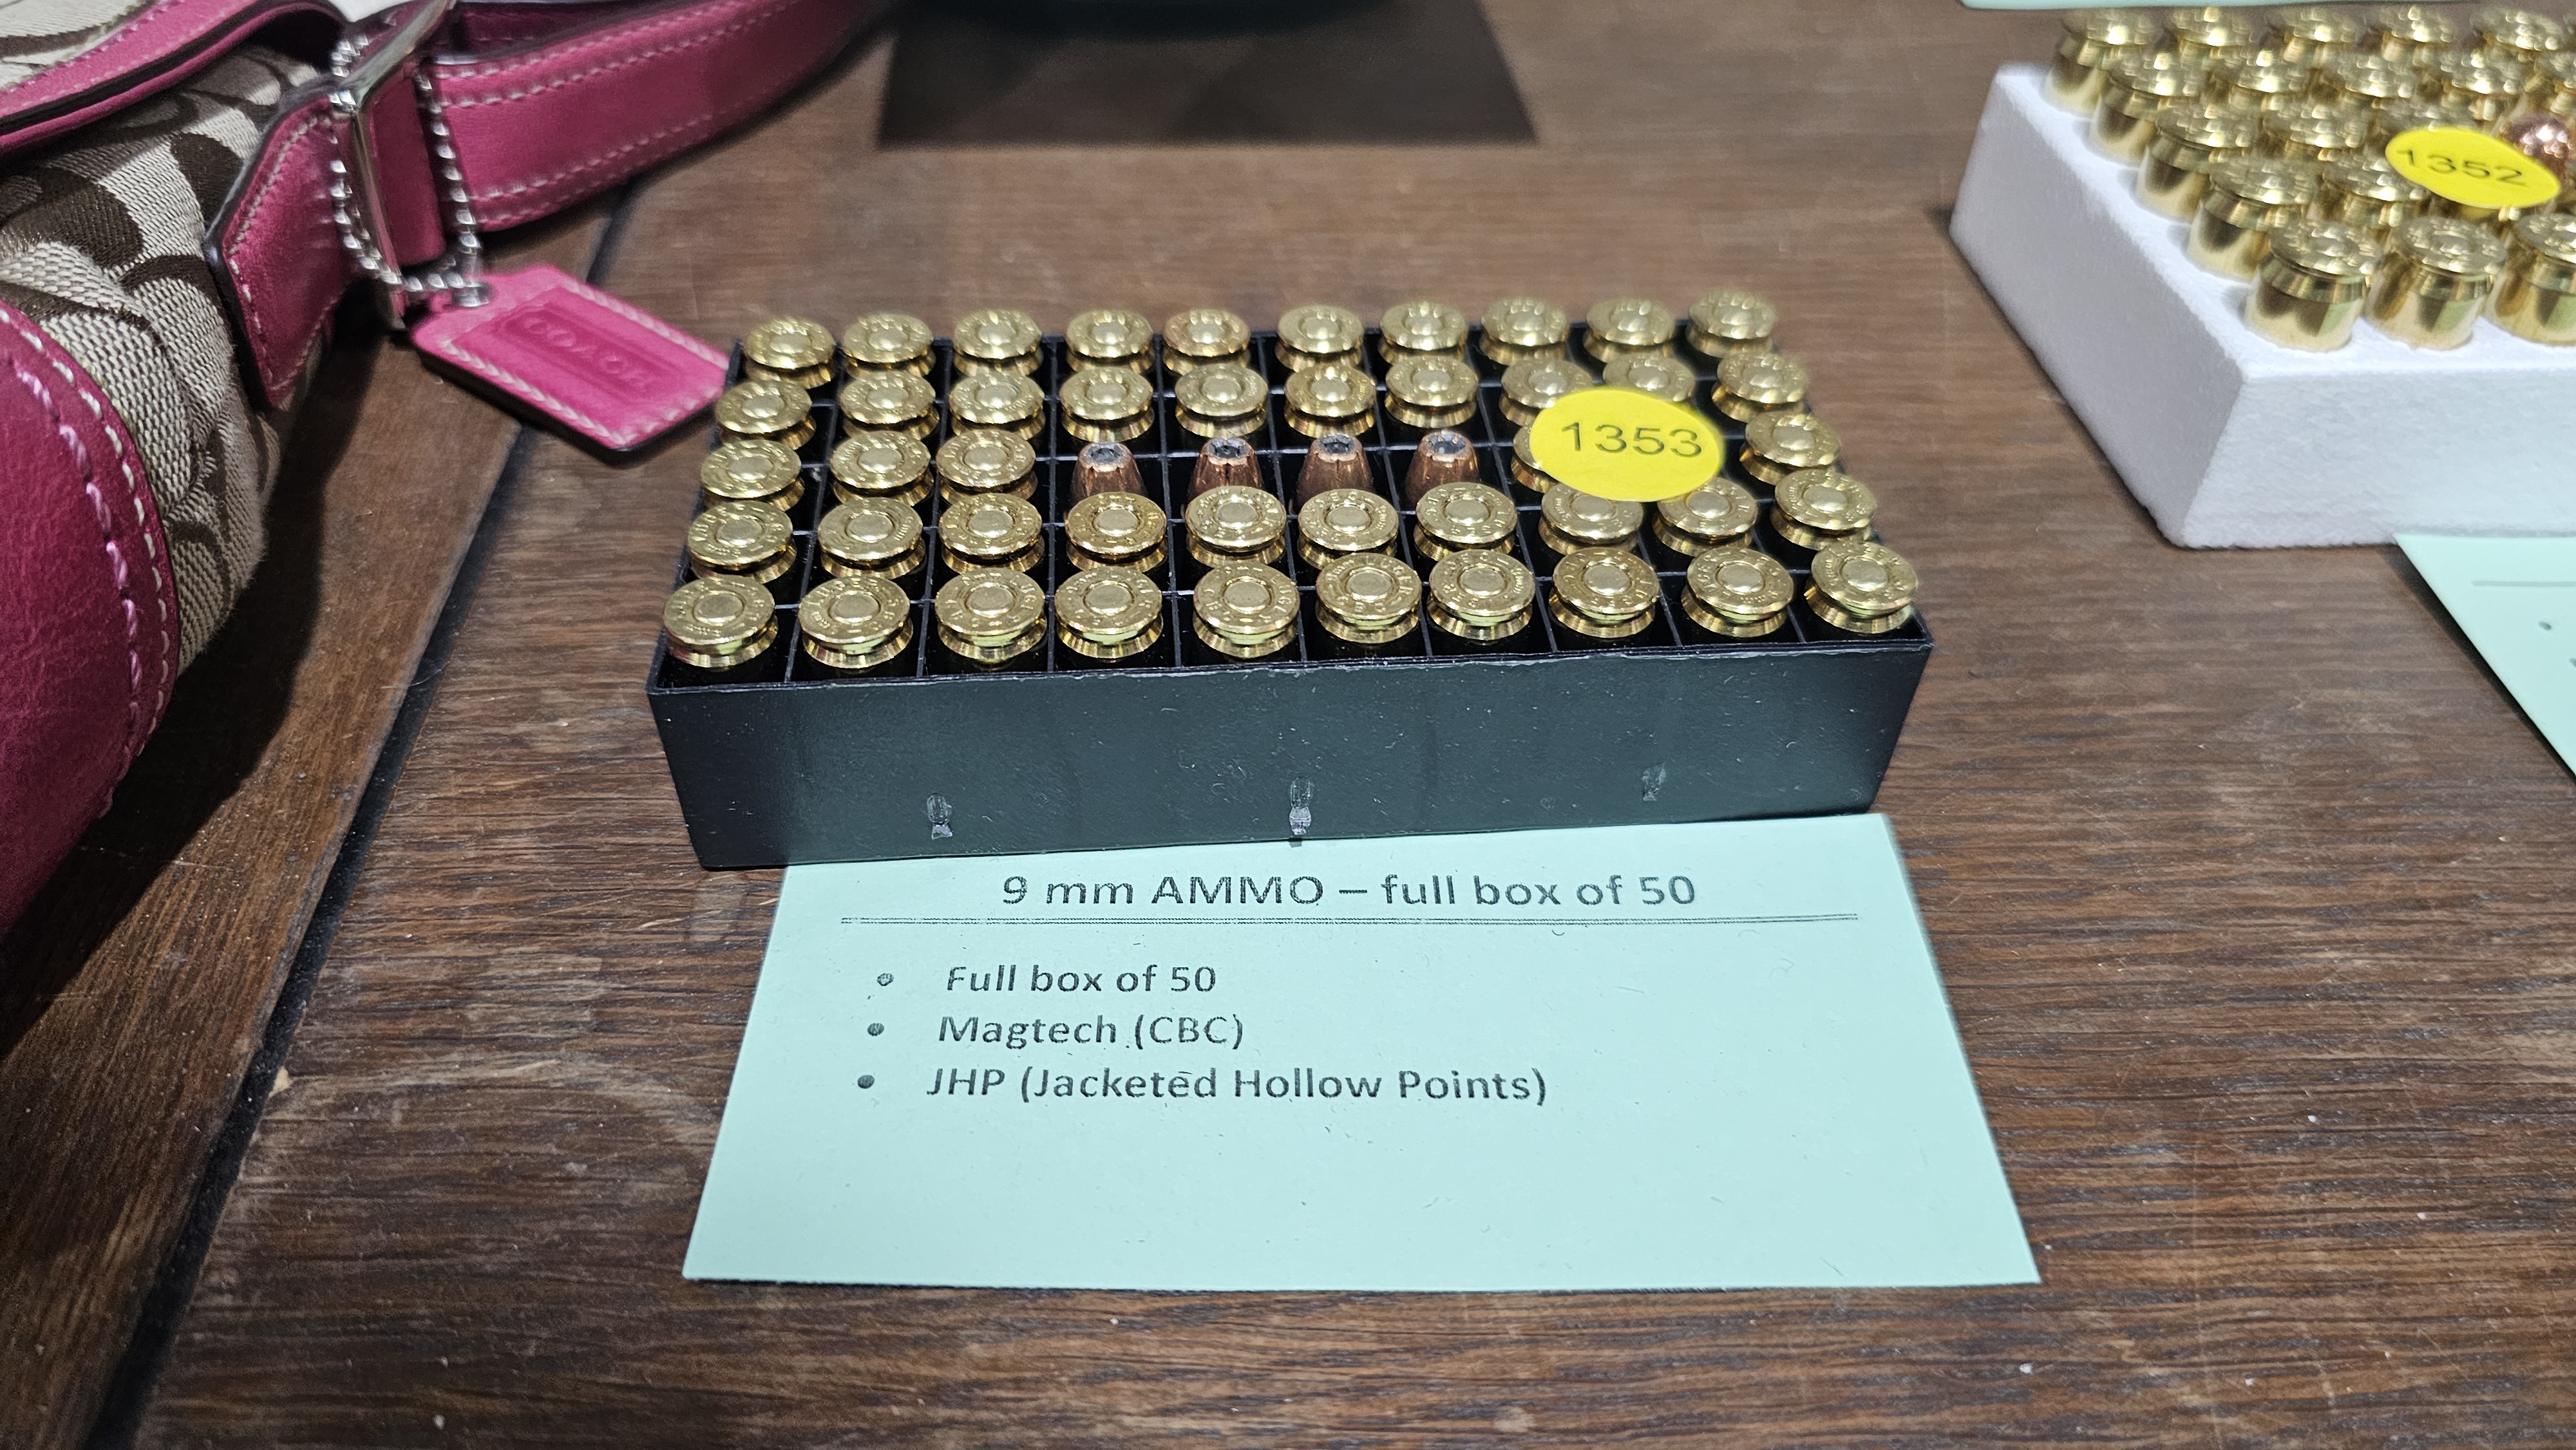 COACH
1352
1353
9 mm AMMO – full box of 50
• Full box of 50
• Magtech (CBC)
• JHP (Jacketed Hollow Points)